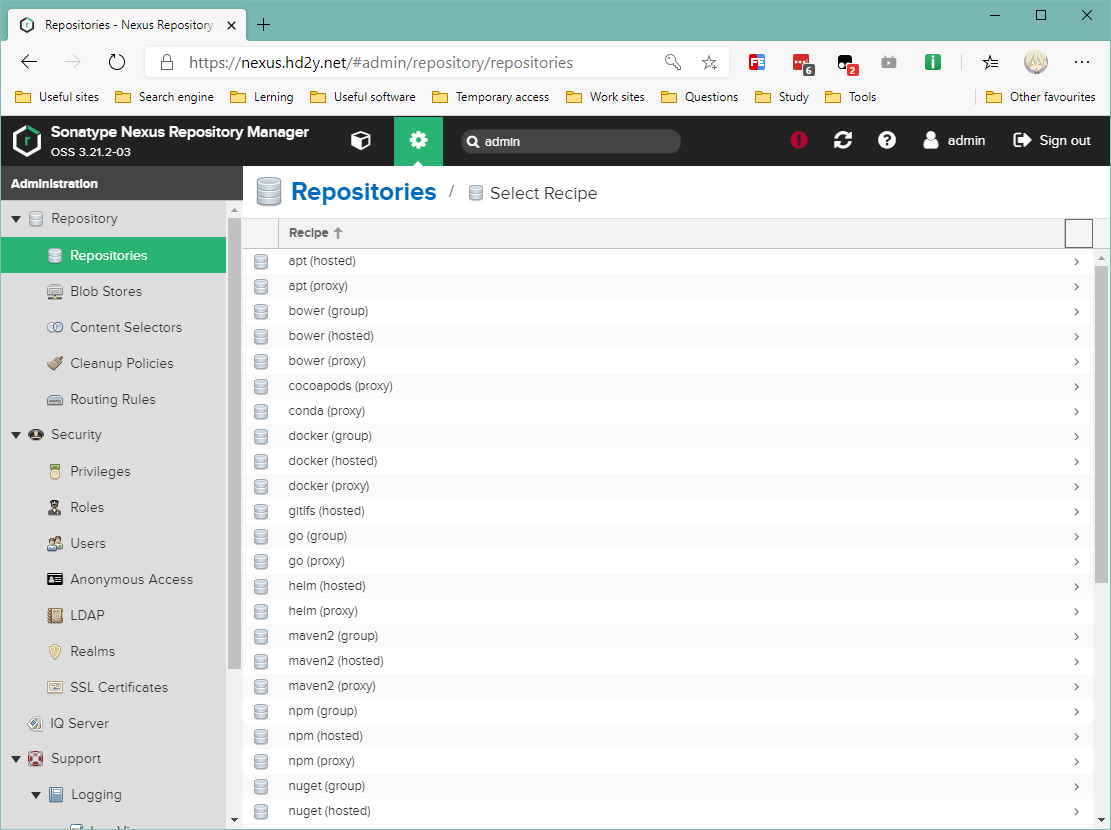 Repositories - Nexus Repository
https://nexus.hd2y.net/#admin/repository/repositories
6
2
Useful sites
Search engine
Lerning
Useful software
Temporary access
Work sites
Questions
Study
Tools
Other favourites
Sonatype Nexus Repository Manager
OSS 3.21.2-03
admin
admin
Sign out
Administration
Repository
Repositories
Blob Stores
Content Selectors
Cleanup Policies
Routing Rules
Security
Privileges
Roles
Users
Anonymous Access
LDAP
Realms
SSL Certificates
IQ Server
Support
Logging
Repositories / Select Recipe
Recipe
apt (hosted)
apt (proxy)
bower (group)
bower (hosted)
bower (proxy)
cocoapods (proxy)
conda (proxy)
docker (group)
docker (hosted)
docker (proxy)
gitlfs (hosted)
go (group)
go (proxy)
helm (hosted)
helm (proxy)
maven2 (group)
maven2 (hosted)
maven2 (proxy)
npm (group)
npm (hosted)
npm (proxy)
nuget (group)
nuget (hosted)